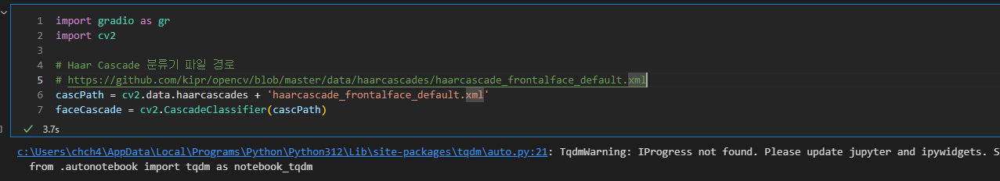 1 import gradio as gr
2 import cv2
3
4 # Haar Cascade 분류기 파일 경로
5 # https://github.com/kipr/opencv/blob/master/data/haarcascades/haarcascade_frontalface_default.xml
6 cascPath = cv2.data.haarcascades + 'haarcascade_frontalface_default.xml'
7 faceCascade = cv2.CascadeClassifier(cascPath)
] ✓ 3.7s
c:\Users\chch4\AppData\Local\Programs\Python\Python312\Lib\site-packages\tqdm\auto.py:21: TqdmWarning: IProgress not found. Please update jupyter and ipywidgets. S
from .autonotebook import tqdm as notebook_tqdm